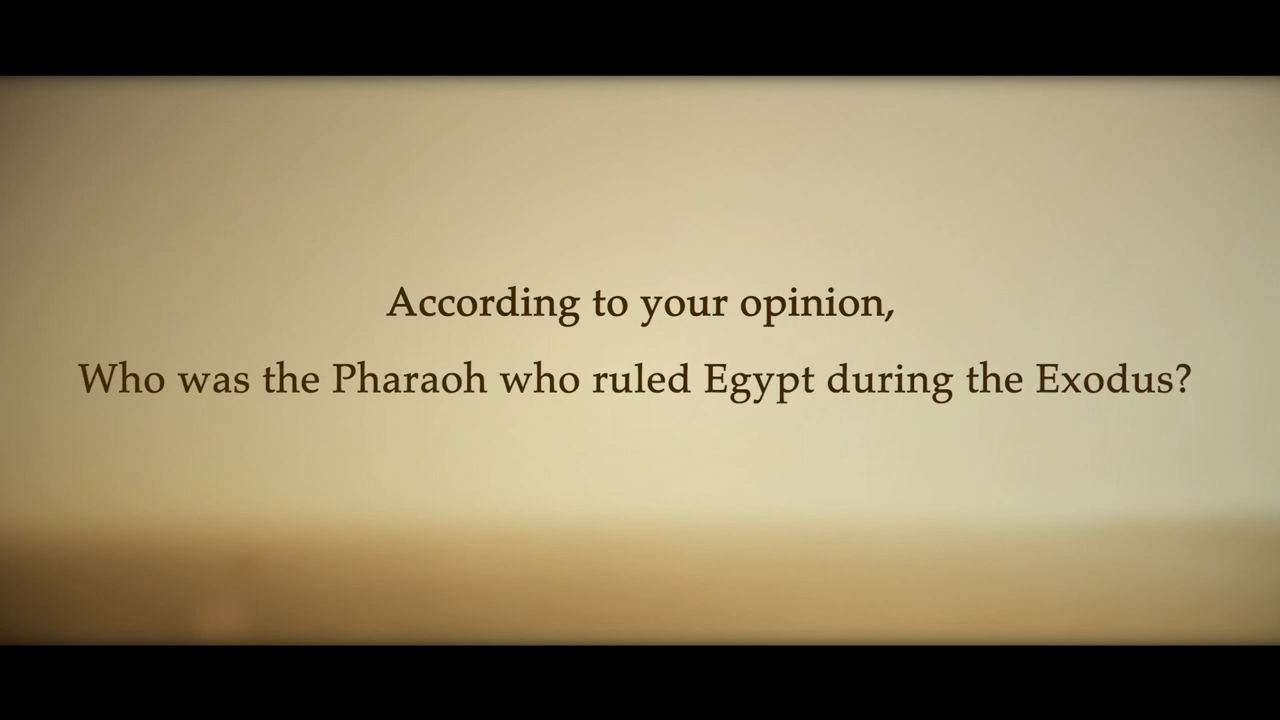 According to your opinion,
Who was the Pharaoh who ruled Egypt during the Exodus?